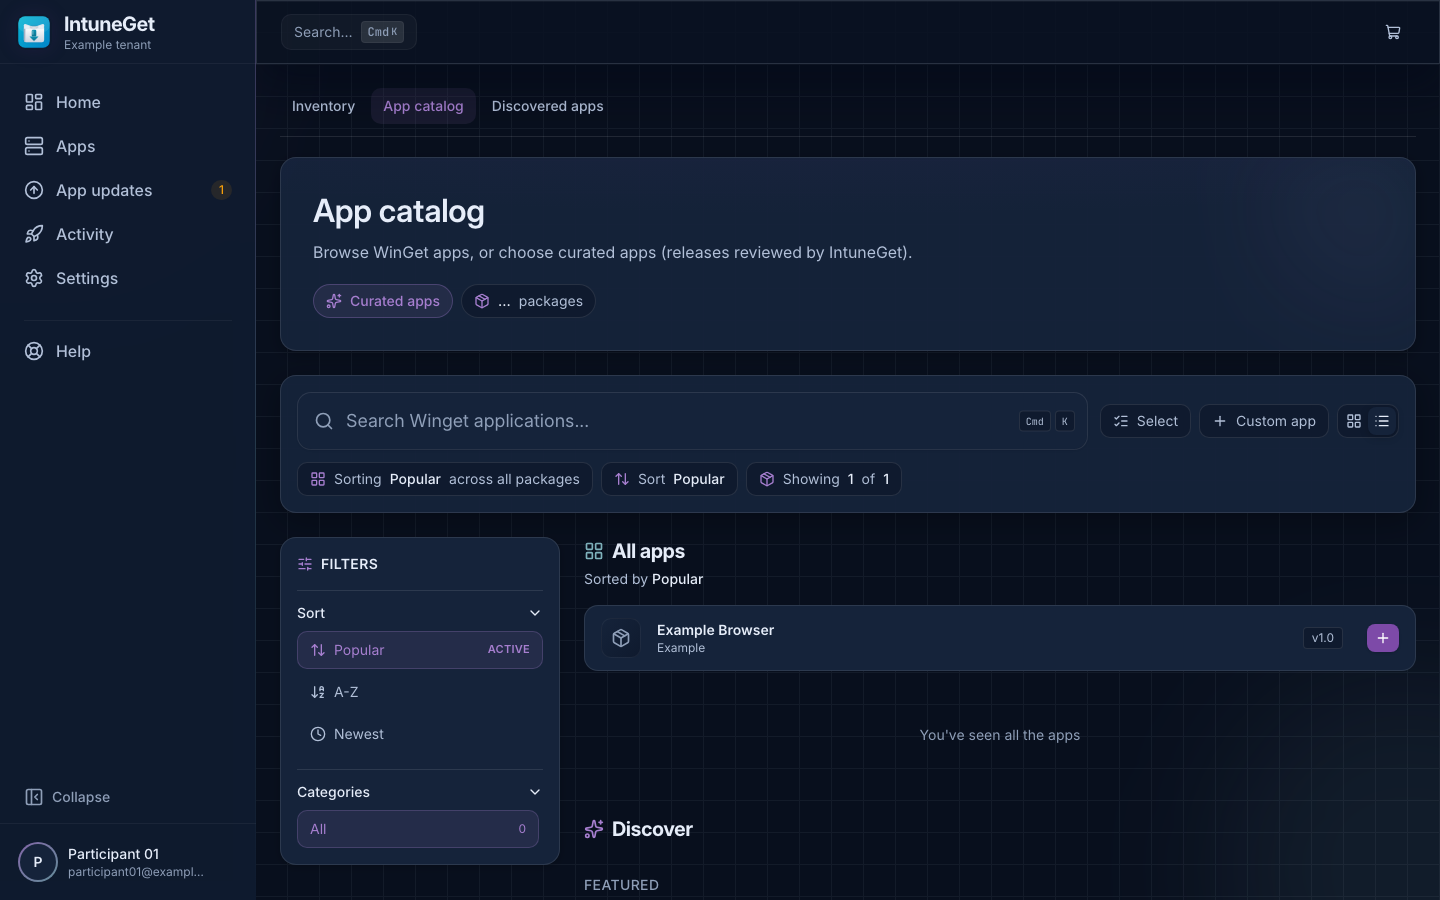 IntuneGet
Example tenant
Search... Cmd K
Home
Apps
App updates 1
Activity
Settings
Help
Collapse
P
Participant 01
participant01@exampl...
Inventory
App catalog
Discovered apps
App catalog
Browse WinGet apps, or choose curated apps (releases reviewed by IntuneGet).
Curated apps
... packages
Search Winget applications... Cmd K
Select
Custom app
Sorting Popular across all packages
Sort Popular
Showing 1 of 1
FILTERS
Sort
Popular ACTIVE
A-Z
Newest
Categories
All 0
All apps
Sorted by Popular
Example Browser
Example
v1.0
You've seen all the apps
Discover
FEATURED